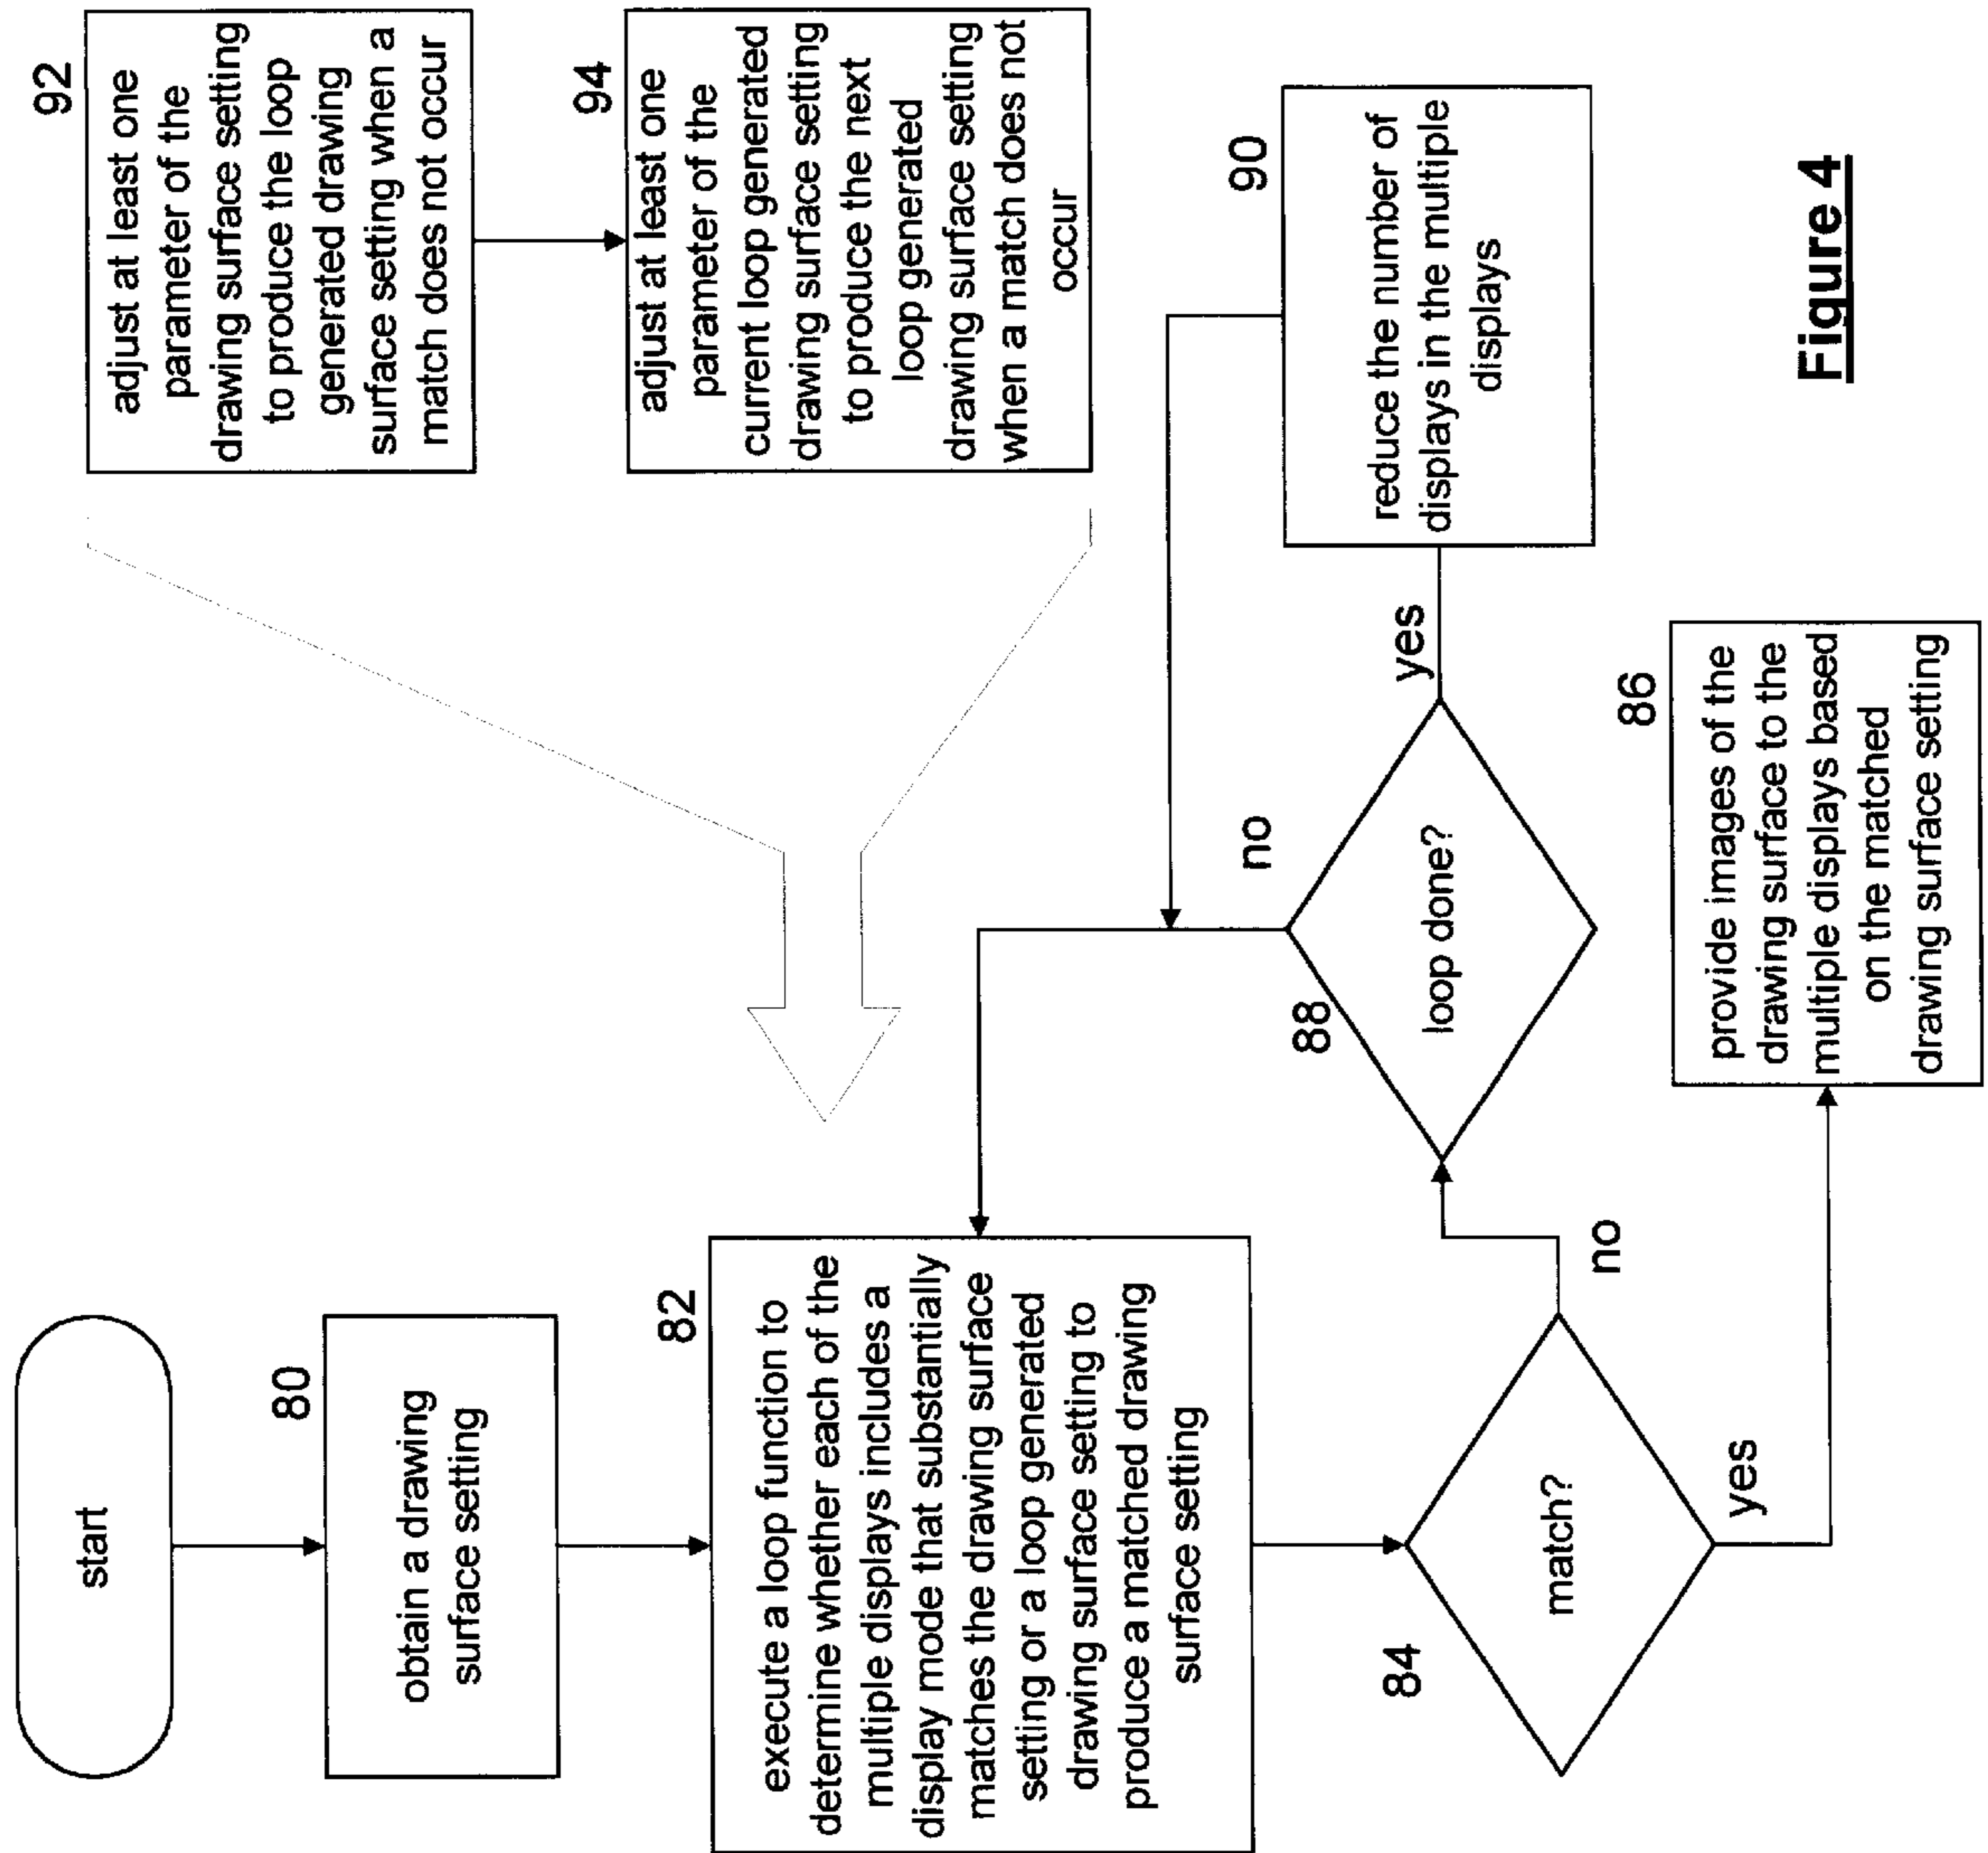 start
80
obtain a drawing
surface setting
82
execute a loop function to
determine whether each of the
multiple displays includes a
display mode that substantially
matches the drawing surface
setting or a loop generated
drawing surface setting to
produce a matched drawing
surface setting
84
match?
no
yes
88
loop done?
no
yes
86
provide images of the
drawing surface to the
multiple displays based
on the matched
drawing surface setting
90
reduce the number of
displays in the multiple
displays
92
adjust at least one
parameter of the
drawing surface setting
to produce the loop
generated drawing
surface setting when a
match does not occur
94
adjust at least one
parameter of the
current loop generated
drawing surface setting
to produce the next
loop generated
drawing surface setting
when a match does not
occur
Figure 4